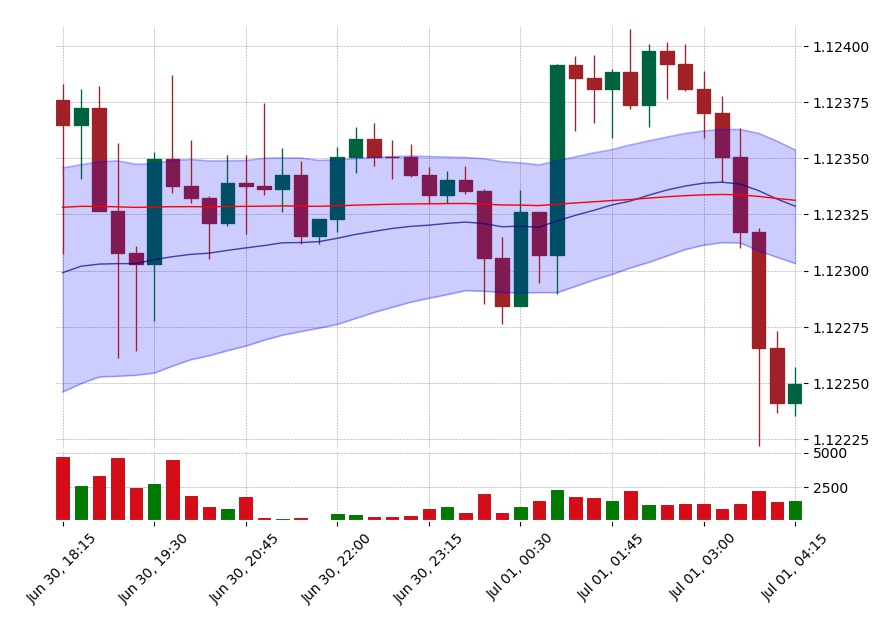 1.12400
1.12375
1.12350
1.12325
1.12300
1.12275
1.12250
1.12225
5000
2500
Jun 30, 18:15
Jun 30, 19:30
Jun 30, 20:45
Jun 30, 22:00
Jun 30, 23:15
Jul 01, 00:30
Jul 01, 01:45
Jul 01, 03:00
Jul 01, 04:15